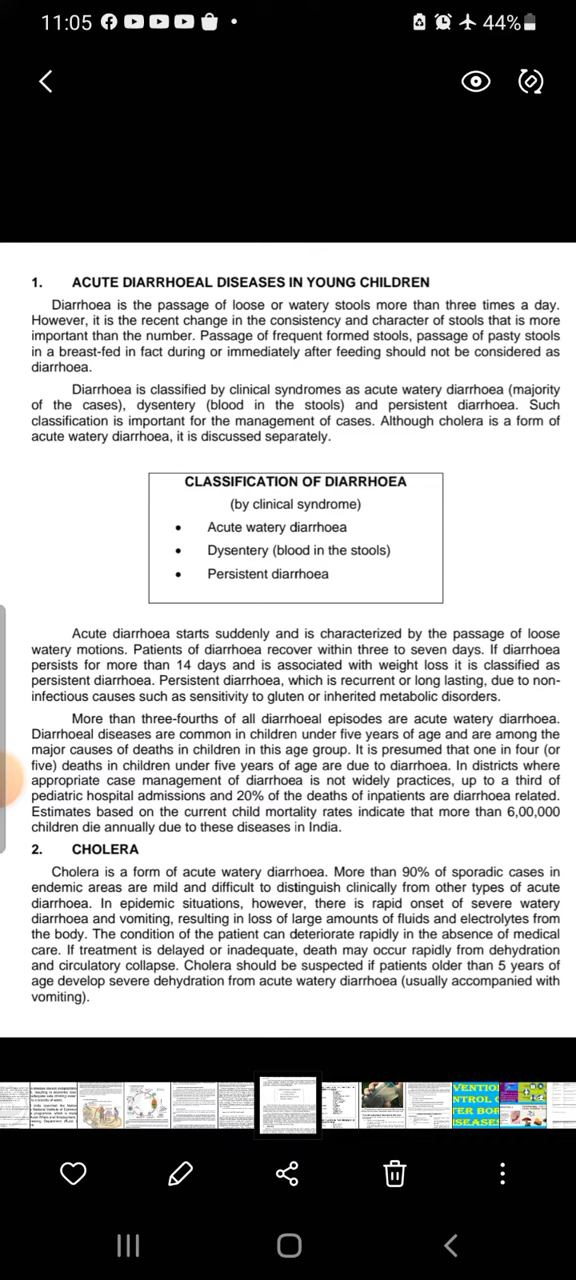 11:05
44%
1. ACUTE DIARRHOEAL DISEASES IN YOUNG CHILDREN
Diarrhoea is the passage of loose or watery stools more than three times a day.
However, it is the recent change in the consistency and character of stools that is more
important than the number. Passage of frequent formed stools, passage of pasty stools
in a breast-fed in fact during or immediately after feeding should not be considered as
diarrhoea.
Diarrhoea is classified by clinical syndromes as acute watery diarrhoea (majority
of the cases), dysentery (blood in the stools) and persistent diarrhoea. Such
classification is important for the management of cases. Although cholera is a form of
acute watery diarrhoea, it is discussed separately.
CLASSIFICATION OF DIARRHOEA
(by clinical syndrome)
• Acute watery diarrhoea
• Dysentery (blood in the stools)
• Persistent diarrhoea
Acute diarrhoea starts suddenly and is characterized by the passage of loose
watery motions. Patients of diarrhoea recover within three to seven days. If diarrhoea
persists for more than 14 days and is associated with weight loss it is classified as
persistent diarrhoea. Persistent diarrhoea, which is recurrent or long lasting, due to non-
infectious causes such as sensitivity to gluten or inherited metabolic disorders.
More than three-fourths of all diarrhoeal episodes are acute watery diarrhoea.
Diarrhoeal diseases are common in children under five years of age and are among the
major causes of deaths in children in this age group. It is presumed that one in four (or
five) deaths in children under five years of age are due to diarrhoea. In districts where
appropriate case management of diarrhoea is not widely practices, up to a third of
pediatric hospital admissions and 20% of the deaths of inpatients are diarrhoea related.
Estimates based on the current child mortality rates indicate that more than 6,00,000
children die annually due to these diseases in India.
2. CHOLERA
Cholera is a form of acute watery diarrhoea. More than 90% of sporadic cases in
endemic areas are mild and difficult to distinguish clinically from other types of acute
diarrhoea. In epidemic situations, however, there is rapid onset of severe watery
diarrhoea and vomiting, resulting in loss of large amounts of fluids and electrolytes from
the body. The condition of the patient can deteriorate rapidly in the absence of medical
care. If treatment is delayed or inadequate, death may occur rapidly from dehydration
and circulatory collapse. Cholera should be suspected if patients older than 5 years of
age develop severe dehydration from acute watery diarrhoea (usually accompanied with
vomiting).